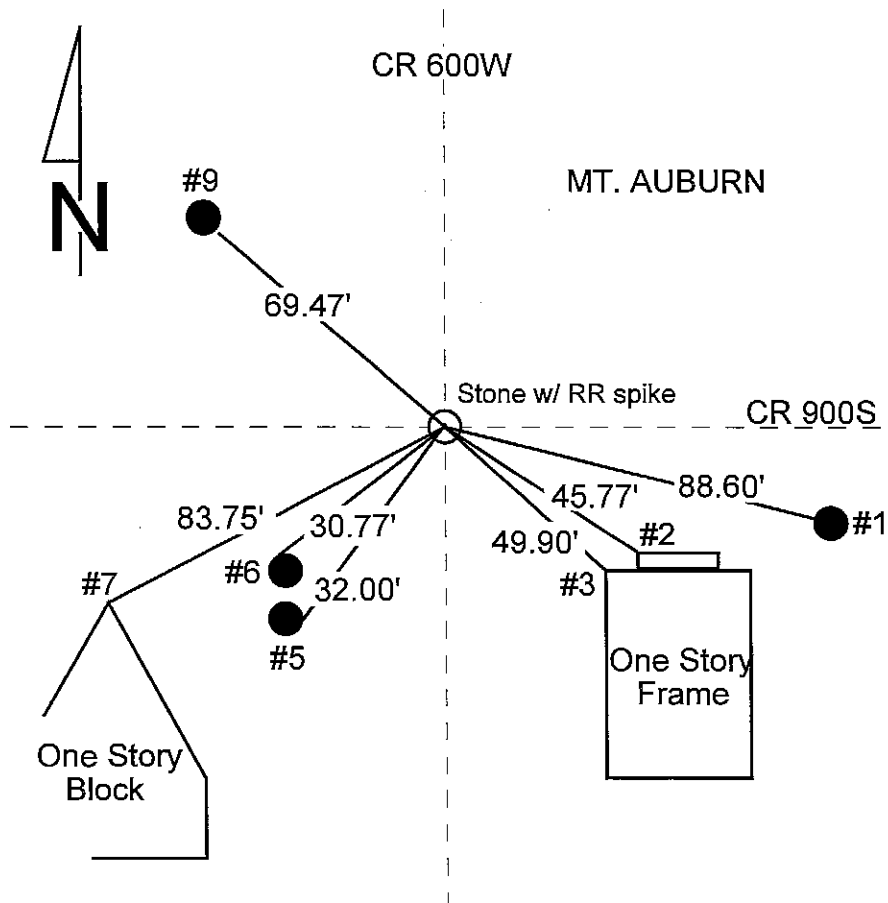 CR 600W
MT. AUBURN
N
#9
69.47'
Stone w/ RR spike
CR 900S
88.60'
#1
45.77'
#2
49.90'
#3
83.75'
30.77'
#6
32.00'
#5
#7
One Story
Frame
One Story
Block